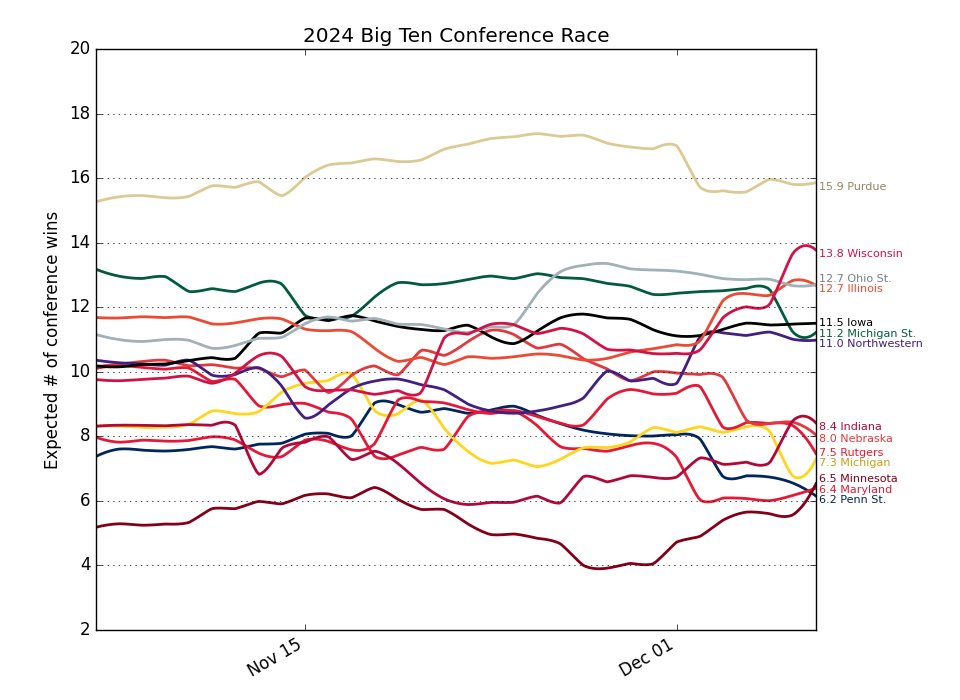 2024 Big Ten Conference Race
Expected # of conference wins
20
18
16
14
12
10
8
6
4
2
Nov 15
Dec 01
15.9 Purdue
13.8 Wisconsin
12.7 Ohio St.
12.7 Illinois
11.5 Iowa
11.2 Michigan St.
11.0 Northwestern
8.4 Indiana
8.0 Nebraska
7.5 Rutgers
7.3 Michigan
6.5 Minnesota
6.4 Maryland
6.2 Penn St.